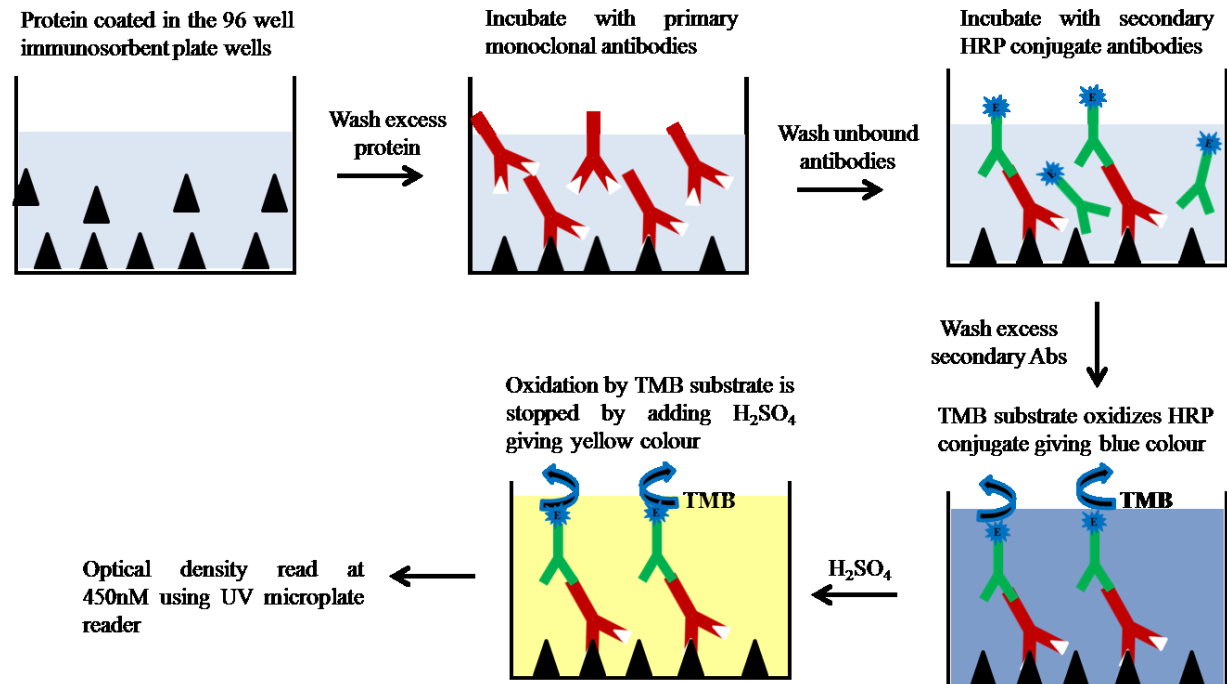 Protein coated in the 96 well
immunosorbent plate wells
Wash excess
protein
Incubate with primary
monoclonal antibodies
Wash unbound
antibodies
Incubate with secondary
HRP conjugate antibodies
E
E
E
E
Wash excess
secondary Abs
TMB substrate oxidizes HRP
conjugate giving blue colour
TMB
E
E
H₂SO₄
Oxidation by TMB substrate is
stopped by adding H₂SO₄
giving yellow colour
TMB
E
E
Optical density read at
450nM using UV microplate
reader